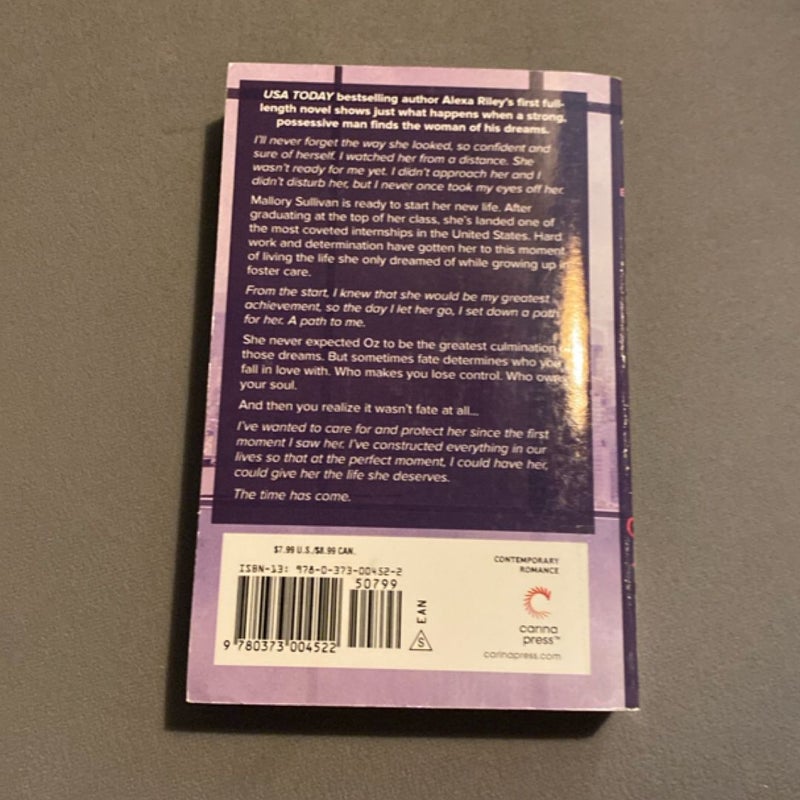 USA TODAY bestselling author Alexa Riley's first full-
length novel shows just what happens when a strong,
possessive man finds the woman of his dreams.
I'll never forget the way she looked, so confident and
sure of herself. I watched her from a distance. She
wasn't ready for me yet. I didn't approach her and I
didn't disturb her, but I never once took my eyes off her.
Mallory Sullivan is ready to start her new life. After
graduating at the top of her class, she's landed one of
the most coveted internships in the United States. Hard
work and determination have gotten her to this moment
of living the life she only dreamed of while growing up in
foster care.
From the start, I knew that she would be my greatest
achievement, so the day I let her go, I set down a path
for her. A path to me.
She never expected Oz to be the greatest culmination
those dreams. But sometimes fate determines who you
fall in love with. Who makes you lose control. Who owns
your soul.
And then you realize it wasn't fate at all...
I've wanted to care for and protect her since the first
moment I saw her. I've constructed everything in our
lives so that at the perfect moment, I could have her,
could give her the life she deserves.
The time has come.
$7.99 U.S./$8.99 CAN.
ISBN-13: 978-0-373-00452-2
50799
9 780373 004522
EAN
S
CONTEMPORARY
ROMANCE
carina
press™
carinapress.com